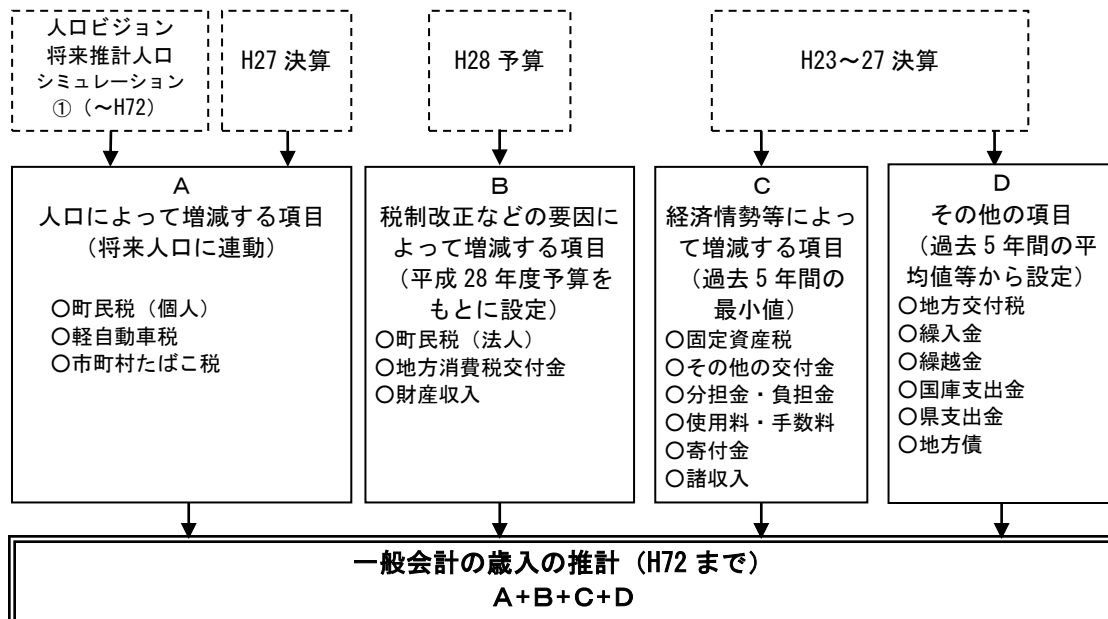 人口ビジョン
将来推計人口
シミュレーション
①（～H72）
H27 決算
H28 予算
H23～27 決算
A
人口によって増減する項目
（将来人口に連動）
○町民税（個人）
○軽自動車税
○市町村たばこ税
B
税制改正などの要因に
よって増減する項目
（平成 28 年度予算を
もとに設定）
○町民税（法人）
○地方消費税交付金
○財産収入
C
経済情勢等によっ
て増減する項目
（過去 5 年間の
最小値）
○固定資産税
○その他の交付金
○分担金・負担金
○使用料・手数料
○寄付金
○諸収入
D
その他の項目
（過去 5 年間の平
均値等から設定）
○地方交付税
○繰入金
○繰越金
○国庫支出金
○県支出金
○地方債
一般会計の歳入の推計（H72 まで）
A+B+C+D